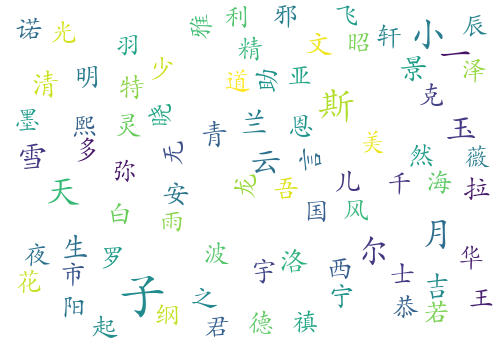 诺 光 羽 雅 利 邪 飞 辰
精 文 昭 轩 小 一
清 明 特 少 道 助 亚 景 泽
墨 熙 灵 晓 青 兰 恩 斯 克 玉
雪 多 弥 无 云 言 美 然 薇
天 安 龙 吾 儿 千 海 拉
白 雨 国 风
夜 生 罗 波 尔 月 华
花 市 宇 洛 西 士 吉 王
阳 子 纲 之 宁 恭 若
起 君 德 禛